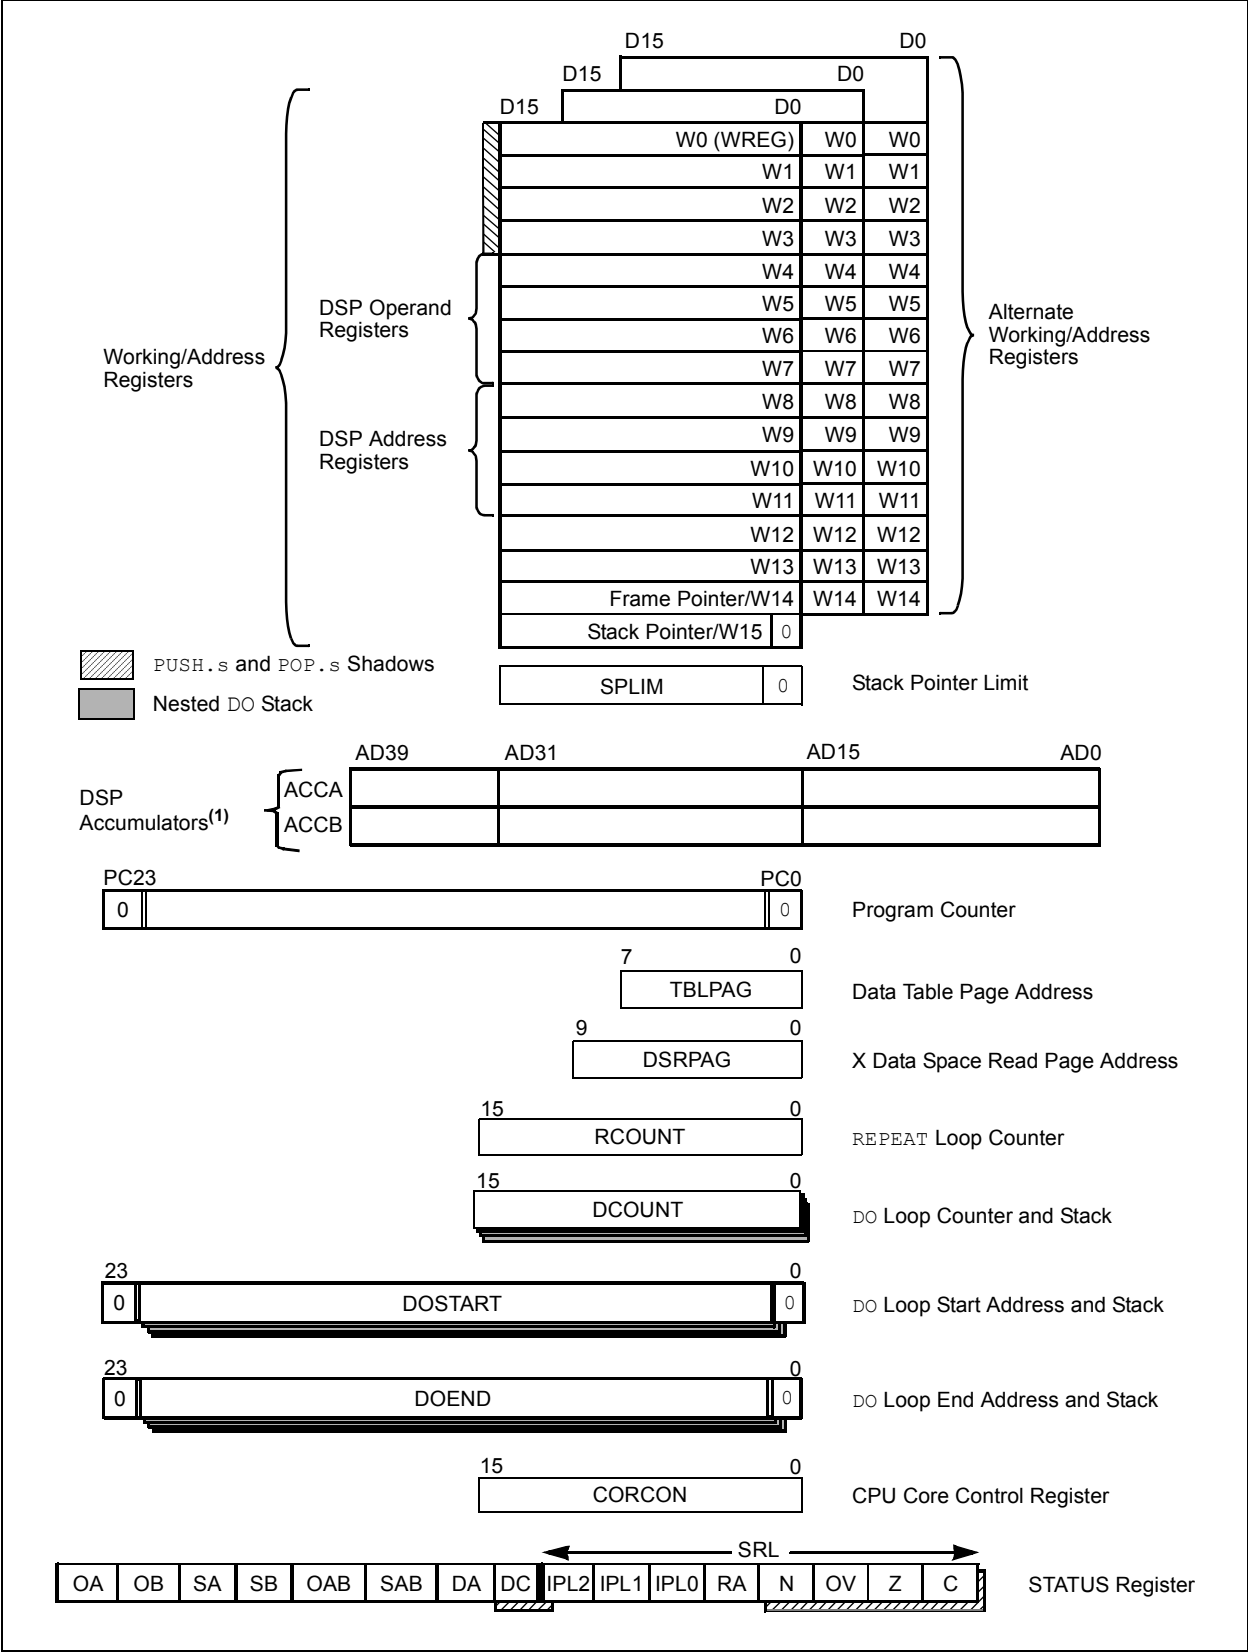 D15 D0
D15 D0
D15 D0
W0 (WREG) W0 W0
W1 W1 W1
W2 W2 W2
W3 W3 W3
W4 W4 W4
W5 W5 W5
W6 W6 W6
W7 W7 W7
W8 W8 W8
W9 W9 W9
W10 W10 W10
W11 W11 W11
W12 W12 W12
W13 W13 W13
Frame Pointer/W14 W14 W14
Stack Pointer/W15 0
Working/Address
Registers
DSP Operand
Registers
DSP Address
Registers
Alternate
Working/Address
Registers
PUSH.s and POP.s Shadows
Nested DO Stack
SPLIM 0 Stack Pointer Limit
AD39 AD31 AD15 AD0
DSP
Accumulators(1)
ACCA
ACCB
PC23 PC0
0 0 Program Counter
7 0
TBLPAG Data Table Page Address
9 0
DSRPAG X Data Space Read Page Address
15 0
RCOUNT REPEAT Loop Counter
15 0
DCOUNT DO Loop Counter and Stack
23 0
0 DOSTART 0 DO Loop Start Address and Stack
23 0
0 DOEND 0 DO Loop End Address and Stack
15 0
CORCON CPU Core Control Register
SRL
OA OB SA SB OAB SAB DA DC IPL2 IPL1 IPL0 RA N OV Z C STATUS Register